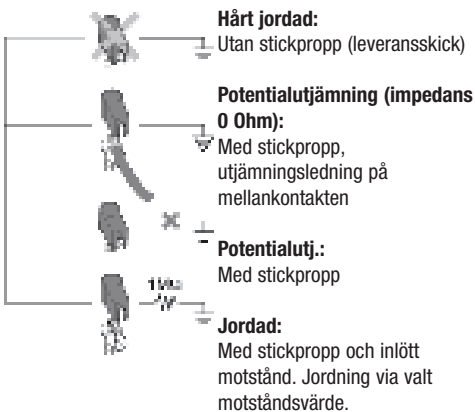 Hårt jordad:
Utan stickpropp (leveransskick)
Potentialutjämning (impedans
0 Ohm):
Med stickpropp,
utjämningsledning på
mellankontakten
Potentialutj.:
Med stickpropp
1MΩ
Jordad:
Med stickpropp och inlött
motstånd. Jordning via valt
motståndsvärde.